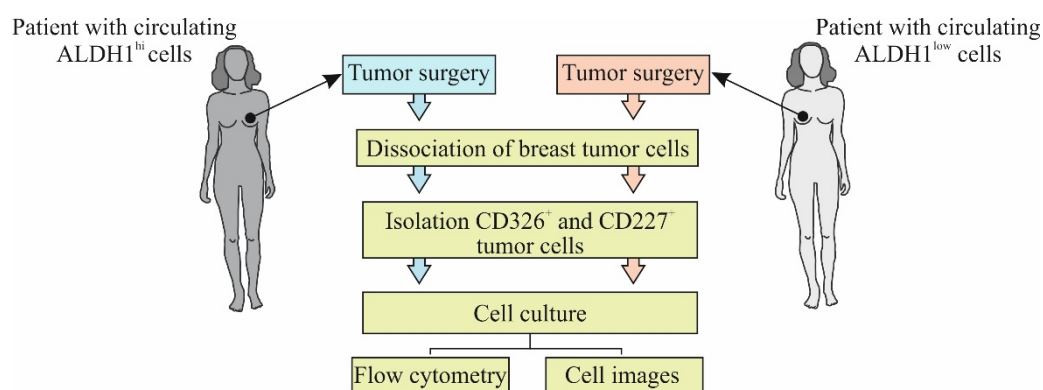 Patient with circulating
ALDH1hi cells
Patient with circulating
ALDH1low cells
Tumor surgery
Tumor surgery
Dissociation of breast tumor cells
Isolation CD326+ and CD227+
tumor cells
Cell culture
Flow cytometry
Cell images